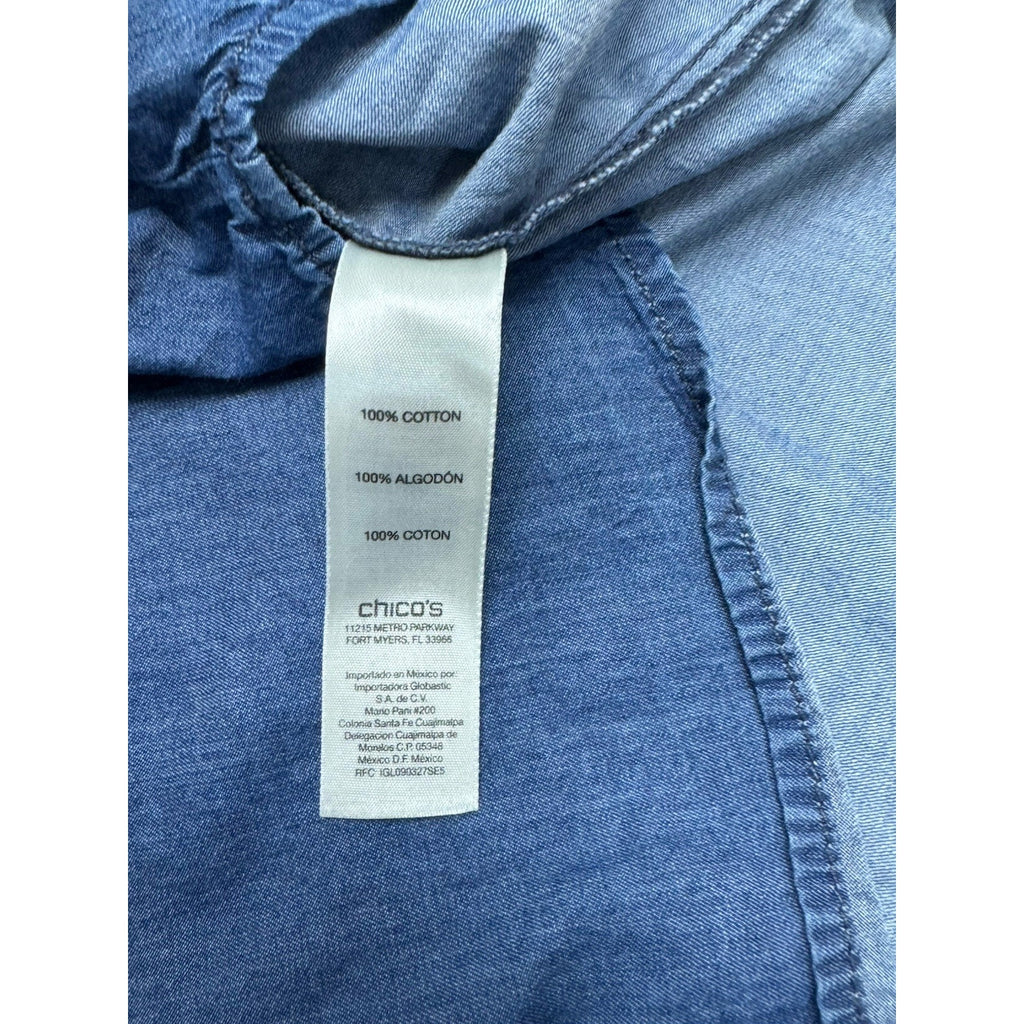 100% COTTON
100% ALGODÓN
100% COTON
chico's
11215 METRO PARKWAY
FORT MYERS, FL 33966
Importado en México por:
Importadora Globastic
S.A. de C.V.
Mario Pani #200
Colonia Santa Fe Cuajimalpa
Delegacion Cuajimalpa de
Morelos C.P. 05348
México D.F. México
RFC IGL090327SE5